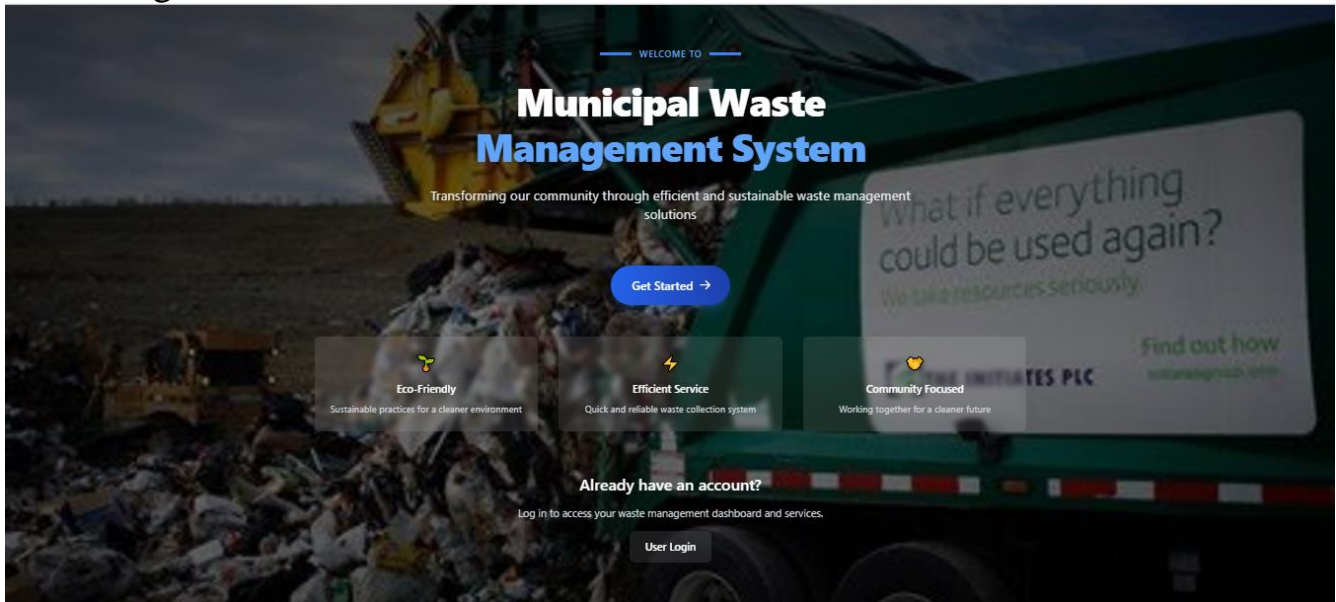 WELCOME TO
Municipal Waste
Management System
Transforming our community through efficient and sustainable waste management
solutions
What if everything
could be used again?
We take resources seriously.
Get Started →
Find out how
INITIATES PLC
Eco-Friendly
Sustainable practices for a cleaner environment
Efficient Service
Quick and reliable waste collection system
Community Focused
Working together for a cleaner future
Already have an account?
Log in to access your waste management dashboard and services.
User Login